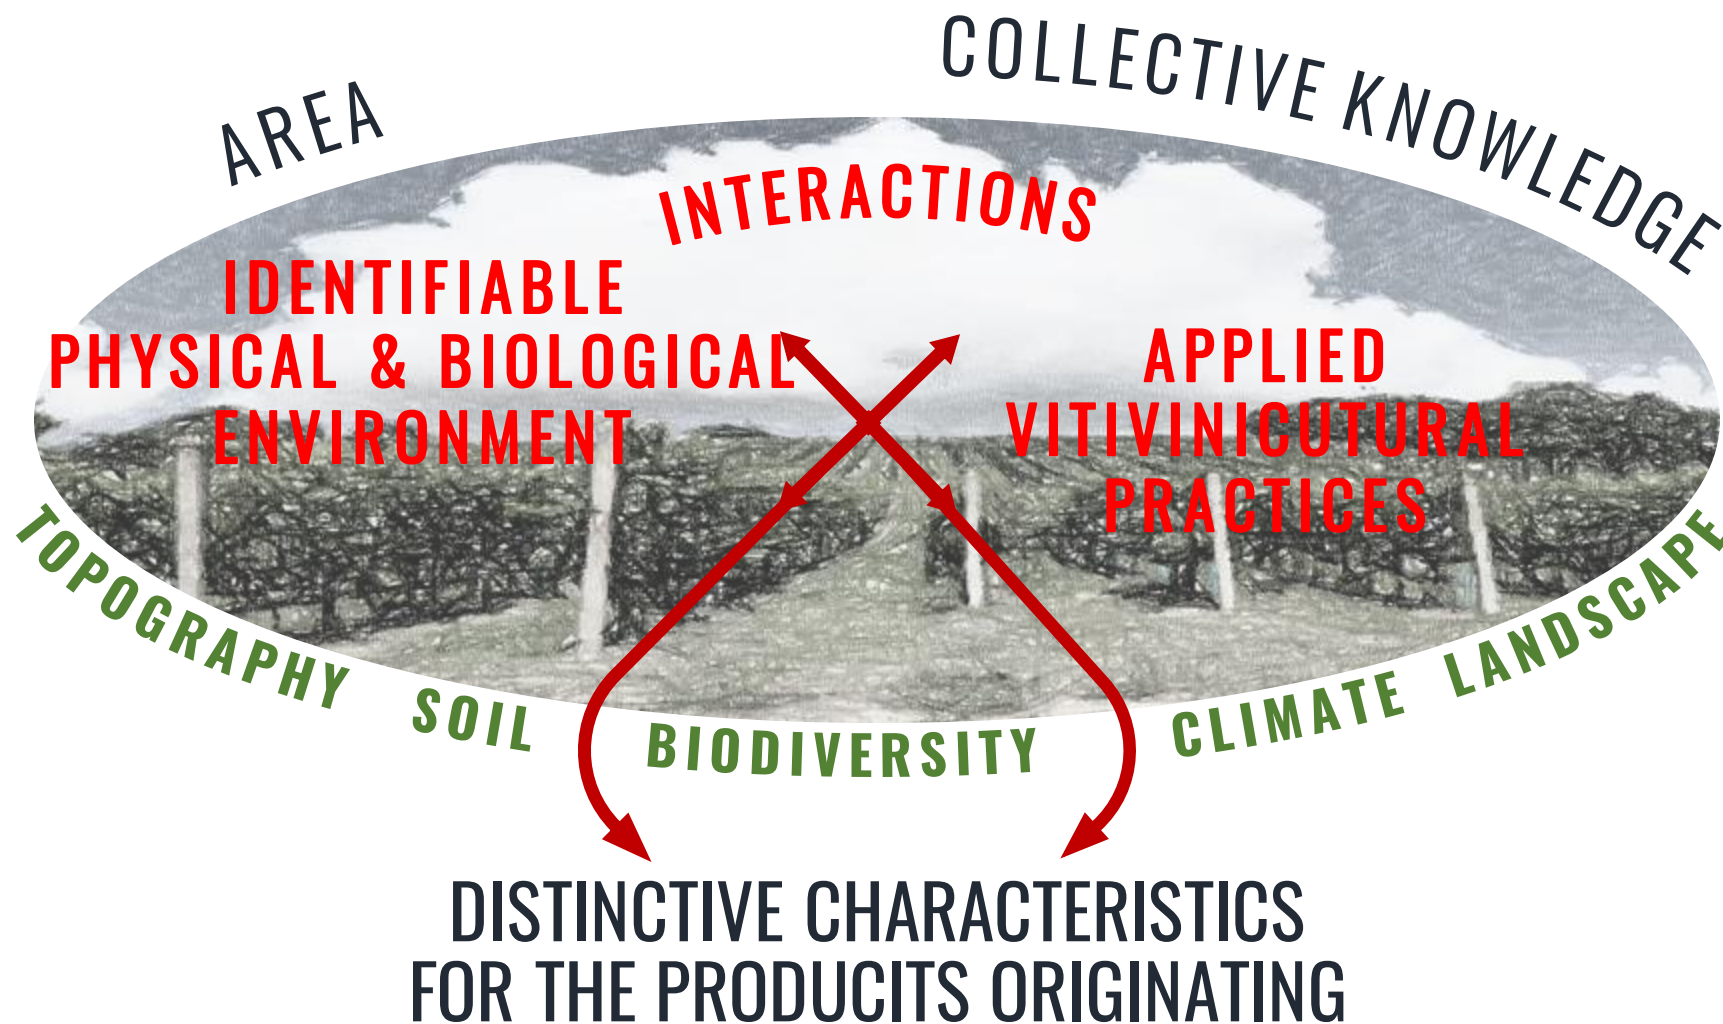 AREA
COLLECTIVE KNOWLEDGE
INTERACTIONS
IDENTIFIABLE
PHYSICAL & BIOLOGICAL
ENVIRONMENT
APPLIED
VITIVINICUTURAL
PRACTICES
TOPOGRAPHY SOIL BIODIVERSITY CLIMATE LANDSCAPE
DISTINCTIVE CHARACTERISTICS
FOR THE PRODUCITS ORIGINATING